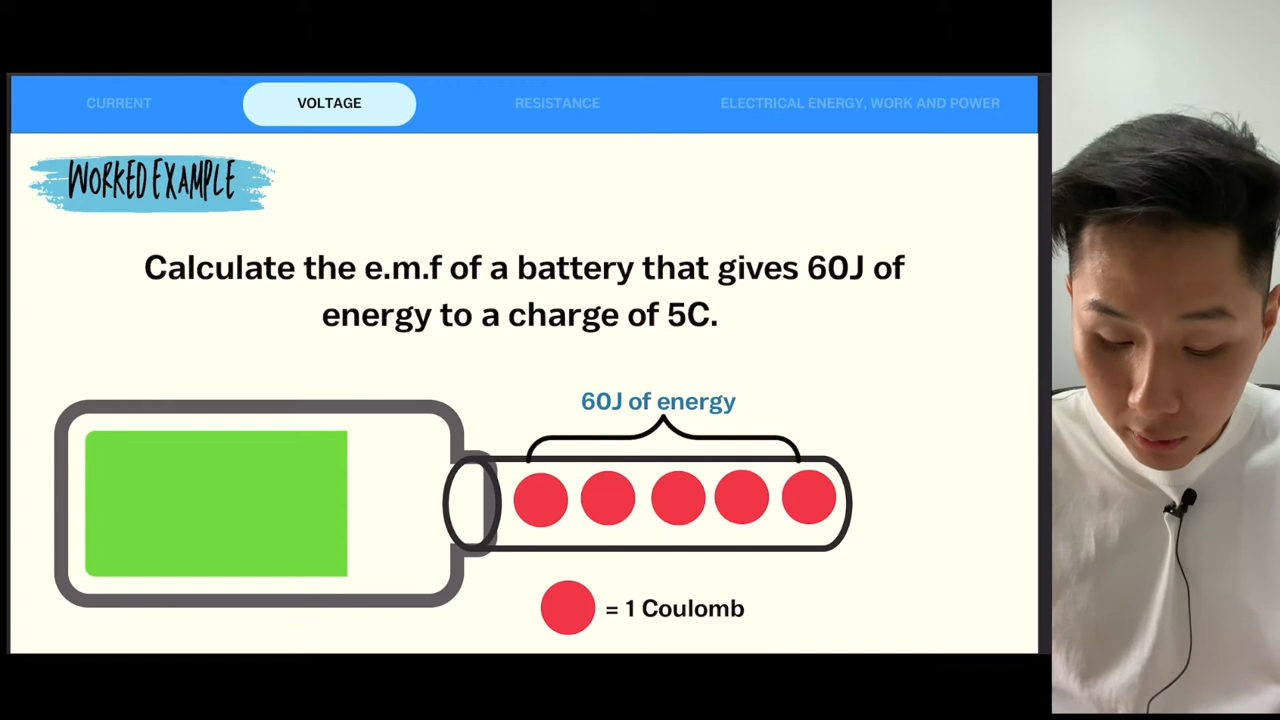 CURRENT
VOLTAGE
RESISTANCE
ELECTRICAL ENERGY, WORK AND POWER
WORKED EXAMPLE
Calculate the e.m.f of a battery that gives 60J of
energy to a charge of 5C.
60J of energy
= 1 Coulomb